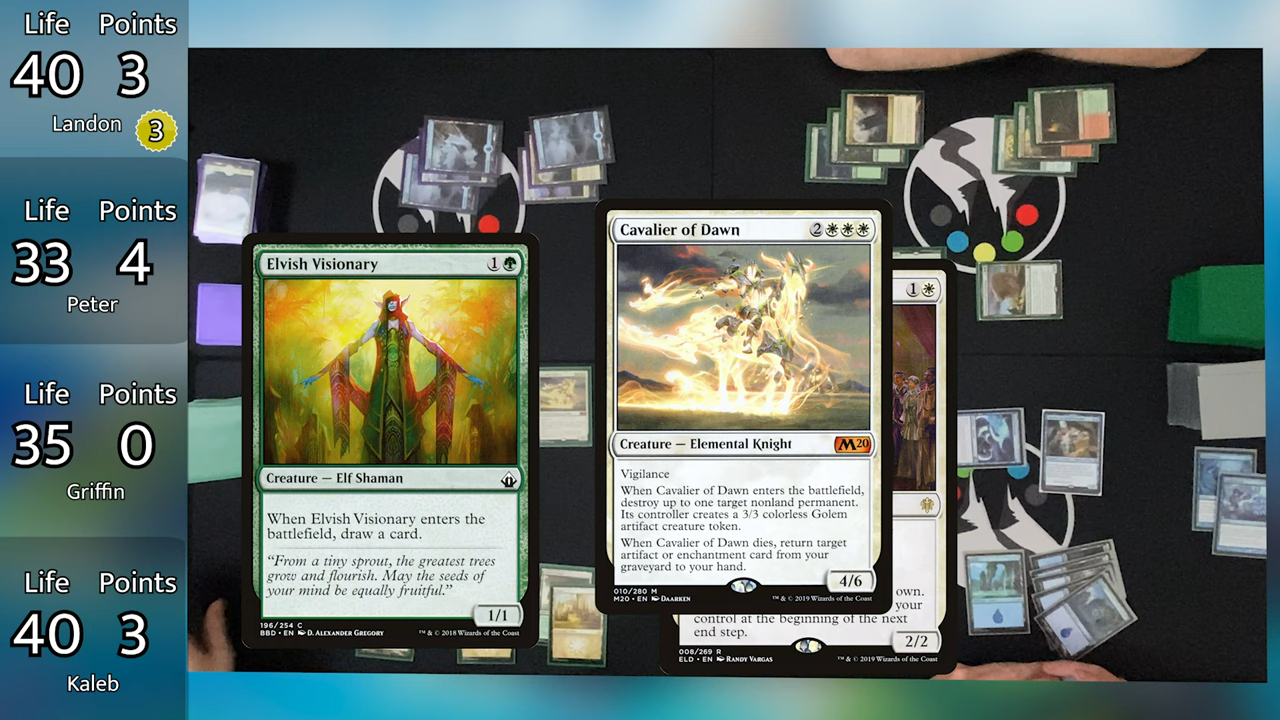 Life Points
40 3
Landon 3
Life Points
33 4
Peter
Life Points
35 0
Griffin
Life Points
40 3
Kaleb
Elvish Visionary 1
Creature — Elf Shaman
When Elvish Visionary enters the
battlefield, draw a card.
"From a tiny sprout, the greatest trees
grow and flourish. May the seeds of
your mind be equally fruitful."
1/1
196/254 C
BBD • EN D. ALEXANDER GREGORY ™ & © 2018 Wizards of the Coast
Cavalier of Dawn 2
Creature — Elemental Knight M20
Vigilance
When Cavalier of Dawn enters the battlefield,
destroy up to one target nonland permanent.
Its controller creates a 3/3 colorless Golem
artifact creature token.
When Cavalier of Dawn dies, return target
artifact or enchantment card from your
graveyard to your hand.
4/6
010/280 M
M20 • EN DAARKEN ™ & © 2019 Wizards of the Coast
1
own.
your
control at the beginning of the next
end step.
2/2
008/269 R
ELD • EN RANDY VARGAS ™ & © 2019 Wizards of the Coast